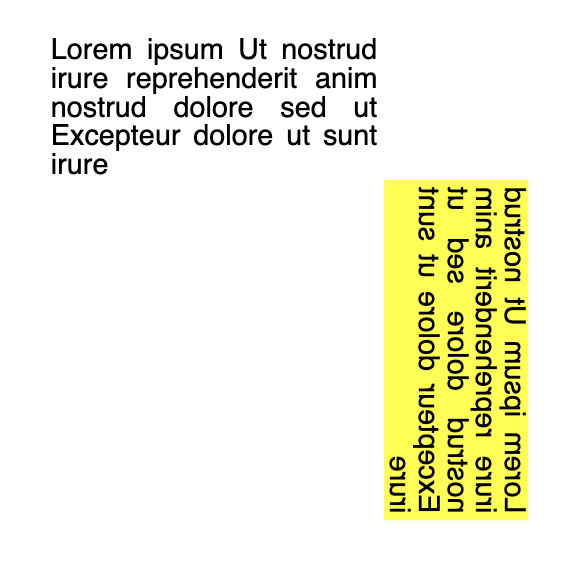 Lorem ipsum Ut nostrud
irure reprehenderit anim
nostrud dolore sed ut
Excepteur dolore ut sunt
irure
Lorem ipsum Ut nostrud
irure reprehenderit anim
nostrud dolore sed ut
Excepteur dolore ut sunt
irure